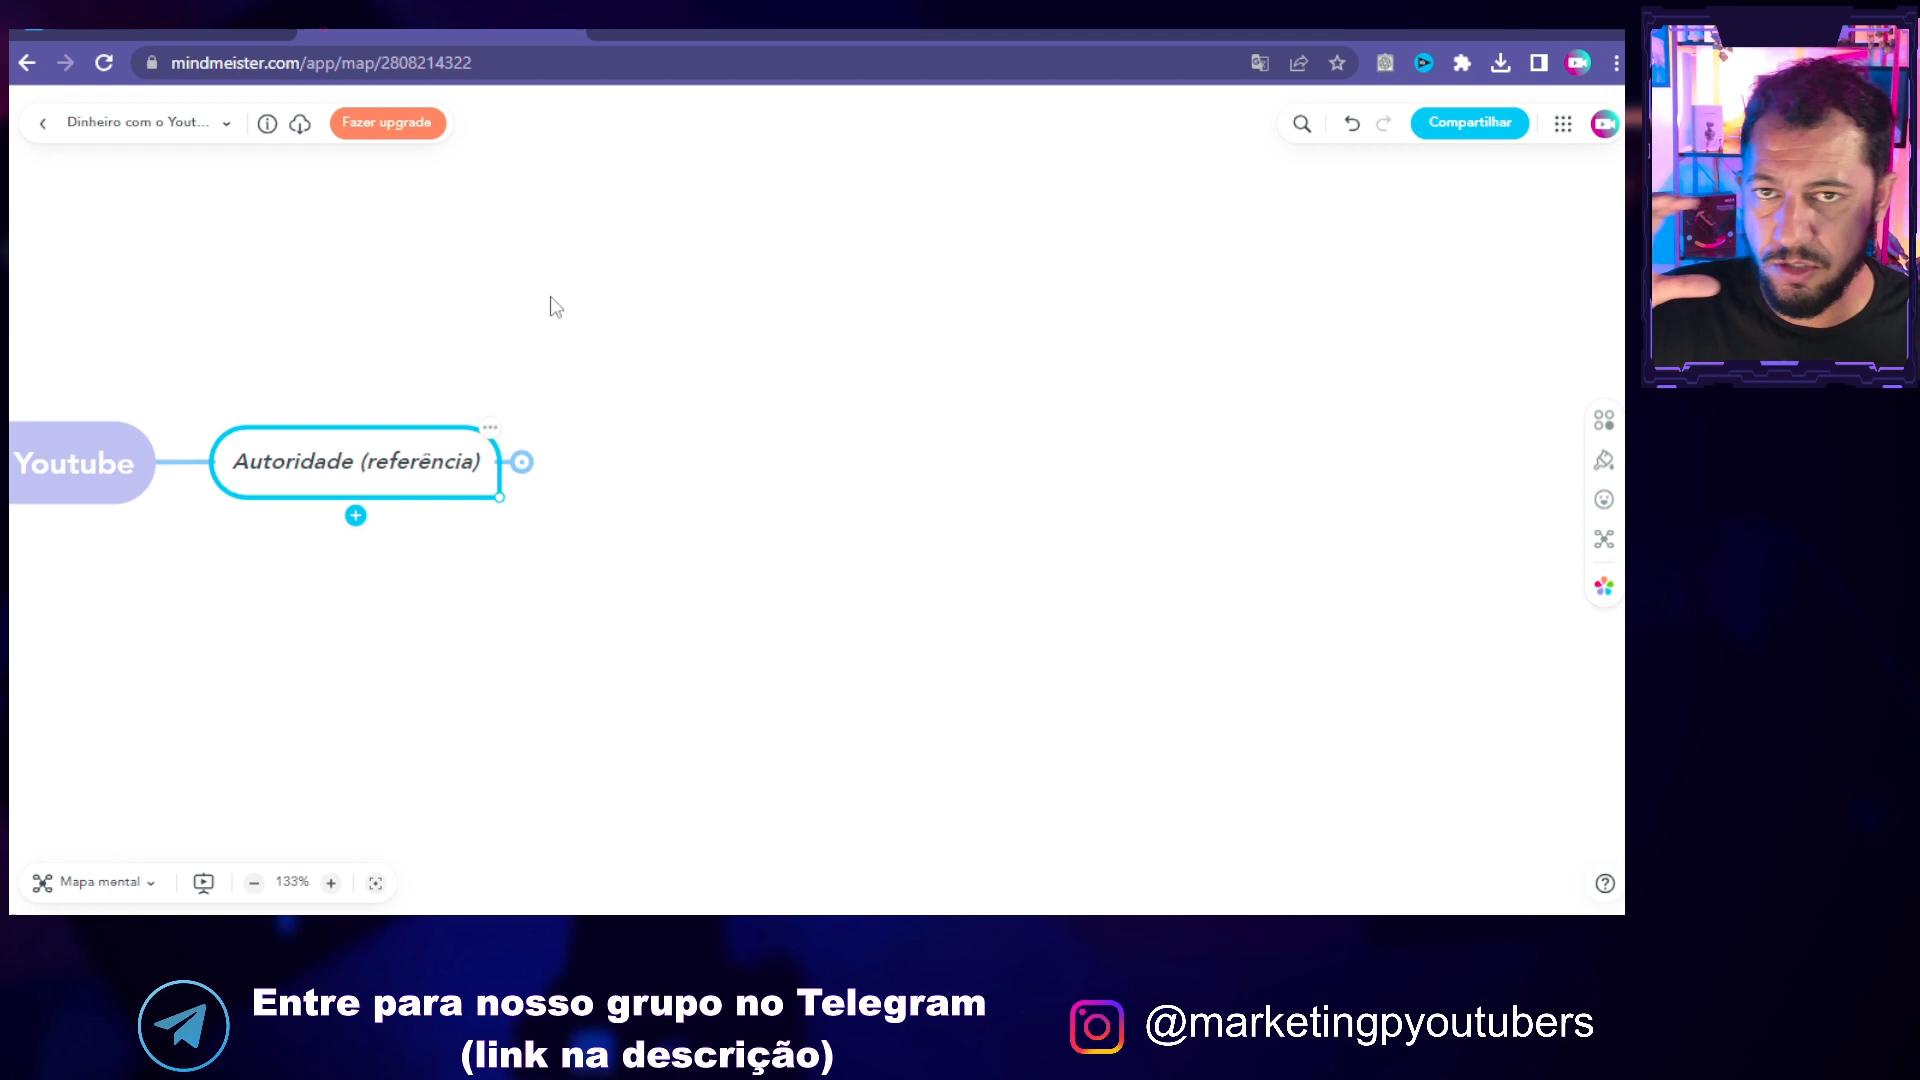 mindmeister.com/app/map/2808214322
Dinheiro com o Yout...
Fazer upgrade
Compartilhar
Youtube
Autoridade (referência)
Mapa mental
133%
Entre para nosso grupo no Telegram
(link na descrição)
@marketingpyoutubers